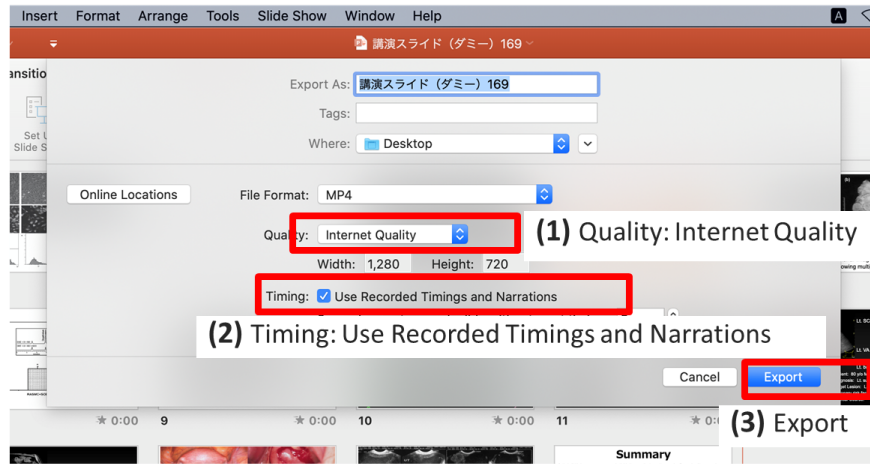 Insert Format Arrange Tools Slide Show Window Help A
講演スライド（ダミー）169
ansitio
Export As: 講演スライド（ダミー）169
Tags:
Set
Slide S
Where: Desktop
Online Locations File Format: MP4
Quality: Internet Quality
(1) Quality: Internet Quality
Width: 1,280 Height: 720
Timing: Use Recorded Timings and Narrations
(2) Timing: Use Recorded Timings and Narrations
Cancel Export
(3) Export
0:00 9 0:00 10 0:00 11
Summary